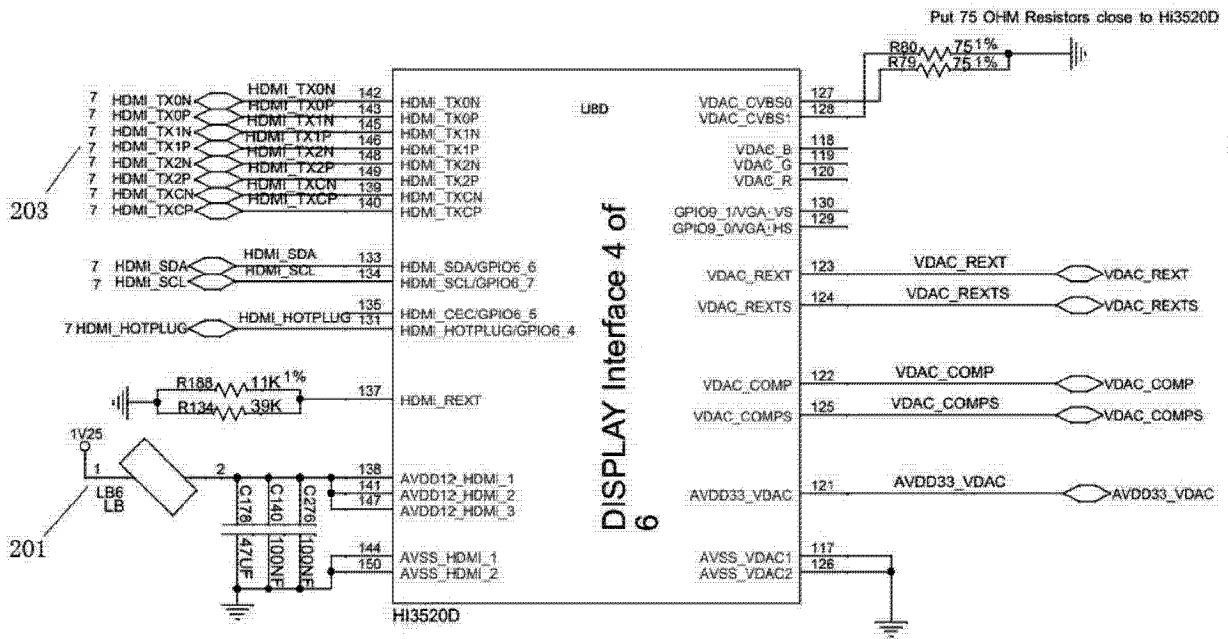 Put 75 OHM Resistors close to Hi3520D
R80 75 1%
R79 75 1%
203
201
7 HDMI_TX0N HDMI_TX0N 142 HDMI_TX0N
7 HDMI_TX0P HDMI_TX0P 143 HDMI_TX0P
7 HDMI_TX1N HDMI_TX1N 145 HDMI_TX1N
7 HDMI_TX1P HDMI_TX1P 146 HDMI_TX1P
7 HDMI_TX2N HDMI_TX2N 148 HDMI_TX2N
7 HDMI_TX2P HDMI_TX2P 149 HDMI_TX2P
7 HDMI_TXCN HDMI_TXCN 139 HDMI_TXCN
7 HDMI_TXCP HDMI_TXCP 140 HDMI_TXCP
7 HDMI_SDA HDMI_SDA 133 HDMI_SDA/GPIO6_6
7 HDMI_SCL HDMI_SCL 134 HDMI_SCL/GPIO6_7
135 HDMI_CEC/GPIO6_5
7 HDMI_HOTPLUG HDMI_HOTPLUG 131 HDMI_HOTPLUG/GPIO6_4
R188 11K 1%
R134 39K
137 HDMI_REXT
1V25
1 2
LB6
LB
138 AVDD12_HDMI_1
141 AVDD12_HDMI_2
147 AVDD12_HDMI_3
C178 47UF
C140 100NF
C276 100NF
144 AVSS_HDMI_1
150 AVSS_HDMI_2
U8D
DISPLAY Interface 4 of
6
HI3520D
VDAC_CVBS0 127
VDAC_CVBS1 128
VDAC_B 118
VDAC_G 119
VDAC_R 120
GPIO9_1/VGA_VS 130
GPIO9_0/VGA_HS 129
VDAC_REXT 123 VDAC_REXT VDAC_REXT
VDAC_REXTS 124 VDAC_REXTS VDAC_REXTS
VDAC_COMP 122 VDAC_COMP VDAC_COMP
VDAC_COMPS 125 VDAC_COMPS VDAC_COMPS
AVDD33_VDAC 121 AVDD33_VDAC AVDD33_VDAC
AVSS_VDAC1 117
AVSS_VDAC2 126